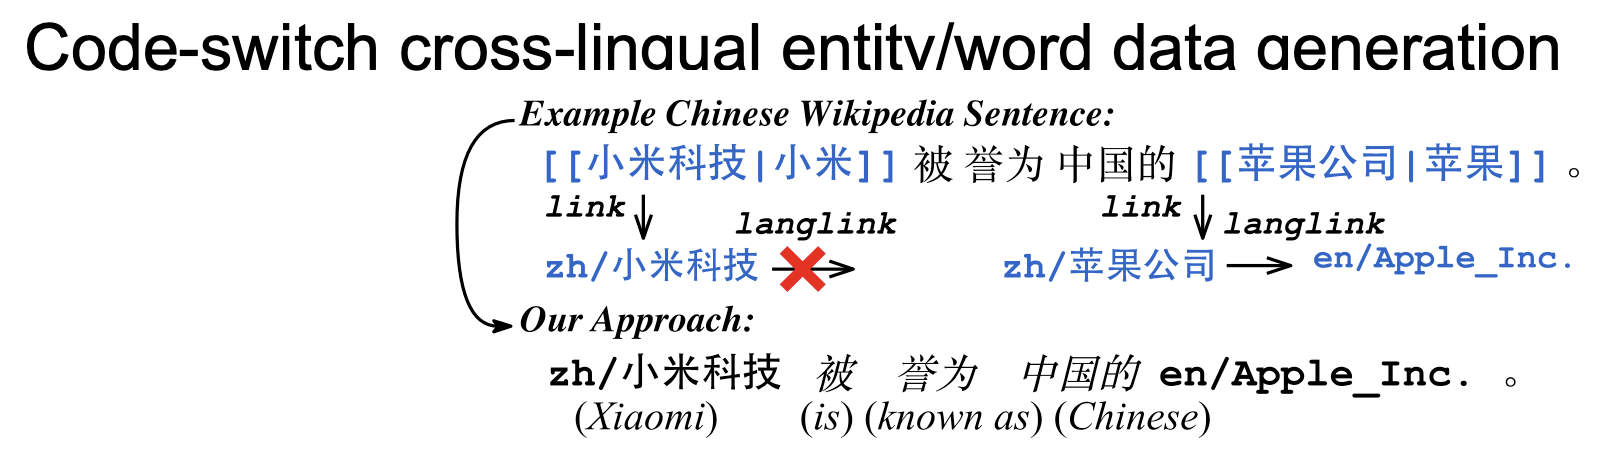 Code-switch cross-lingual entity/word data generation
Example Chinese Wikipedia Sentence:
[[小米科技|小米]] 被 誉为 中国的 [[苹果公司|苹果]] 。
link langlink link langlink
zh/小米科技 zh/苹果公司 en/Apple_Inc.
Our Approach:
zh/小米科技 被 誉为 中国的 en/Apple_Inc. 。
(Xiaomi) (is) (known as) (Chinese)